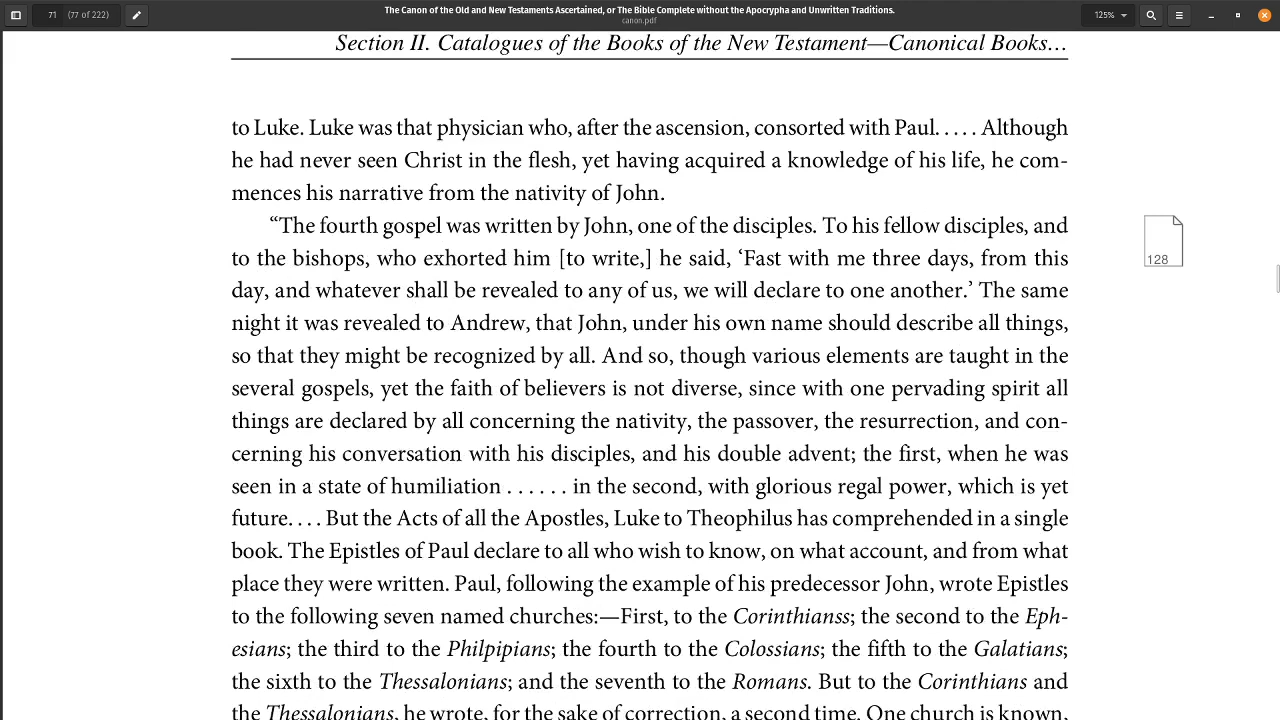 71 (77 of 222)
The Canon of the Old and New Testaments Ascertained, or The Bible Complete without the Apocrypha and Unwritten Traditions.
canon.pdf
125%
Section II. Catalogues of the Books of the New Testament—Canonical Books…
to Luke. Luke was that physician who, after the ascension, consorted with Paul. . . . . Although
he had never seen Christ in the flesh, yet having acquired a knowledge of his life, he com-
mences his narrative from the nativity of John.
“The fourth gospel was written by John, one of the disciples. To his fellow disciples, and
to the bishops, who exhorted him [to write,] he said, ‘Fast with me three days, from this
day, and whatever shall be revealed to any of us, we will declare to one another.’ The same
night it was revealed to Andrew, that John, under his own name should describe all things,
so that they might be recognized by all. And so, though various elements are taught in the
several gospels, yet the faith of believers is not diverse, since with one pervading spirit all
things are declared by all concerning the nativity, the passover, the resurrection, and con-
cerning his conversation with his disciples, and his double advent; the first, when he was
seen in a state of humiliation . . . . . . in the second, with glorious regal power, which is yet
future. . . . But the Acts of all the Apostles, Luke to Theophilus has comprehended in a single
book. The Epistles of Paul declare to all who wish to know, on what account, and from what
place they were written. Paul, following the example of his predecessor John, wrote Epistles
to the following seven named churches:—First, to the Corinthianss; the second to the Eph-
esians; the third to the Philpipians; the fourth to the Colossians; the fifth to the Galatians;
the sixth to the Thessalonians; and the seventh to the Romans. But to the Corinthians and
the Thessalonians, he wrote, for the sake of correction, a second time. One church is known,
128